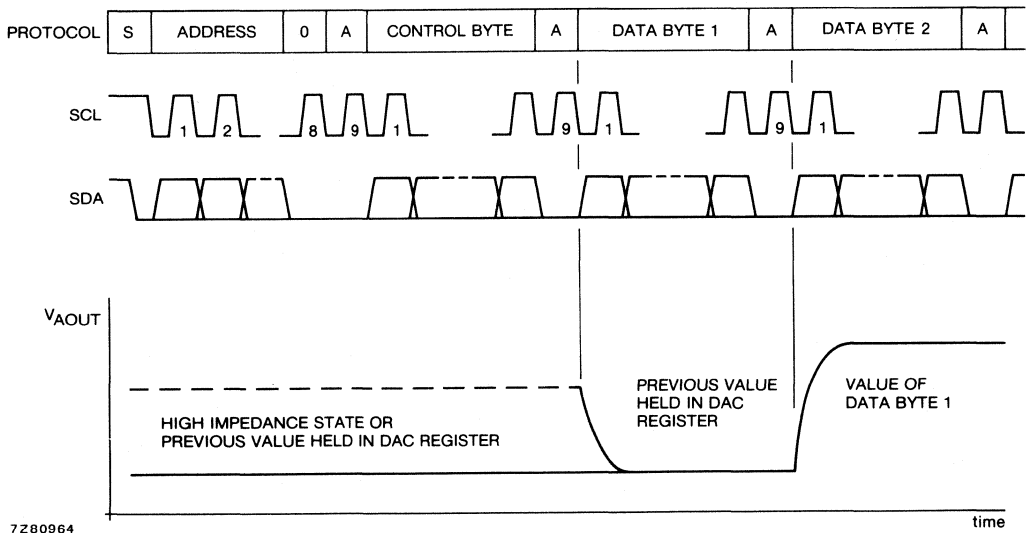 PROTOCOL S ADDRESS 0 A CONTROL BYTE A DATA BYTE 1 A DATA BYTE 2 A
SCL 1 2 8 9 1 9 1 9 1
SDA
VAOUT
HIGH IMPEDANCE STATE OR
PREVIOUS VALUE HELD IN DAC REGISTER
PREVIOUS VALUE
HELD IN DAC
REGISTER
VALUE OF
DATA BYTE 1
time
7Z80964